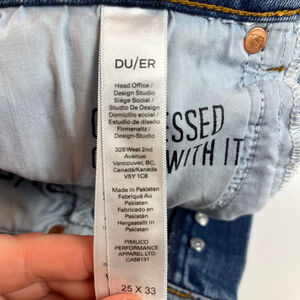 DU/ER
Head Office/
Design Studio
Siège Social/
Studio De Design
Domicilio social/
Estudio de diseño
Firmensitz/
Design-Studio
328 West 2nd
Avenue
Vancouver, BC,
Canada/Kanada
V5Y 1C8
Made In Pakistan
Fabriqué Au
Pakistan
Fabricado en
Pakistán
Hergestellt in
Pakistan
PIMLICO
PERFORMANCE
APPAREL LTD.
CA68131
25 X 33
ESSED
WITH IT